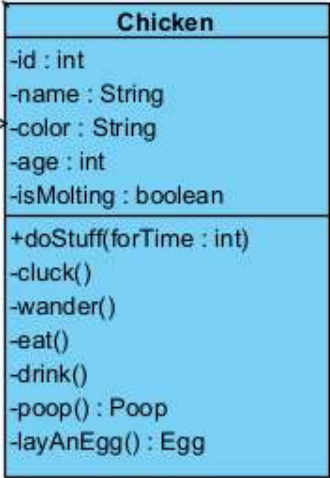 Chicken
-id : int
-name : String
-color : String
-age : int
-isMolting : boolean
+doStuff(forTime : int)
-cluck()
-wander()
-eat()
-drink()
-poop() : Poop
-layAnEgg() : Egg